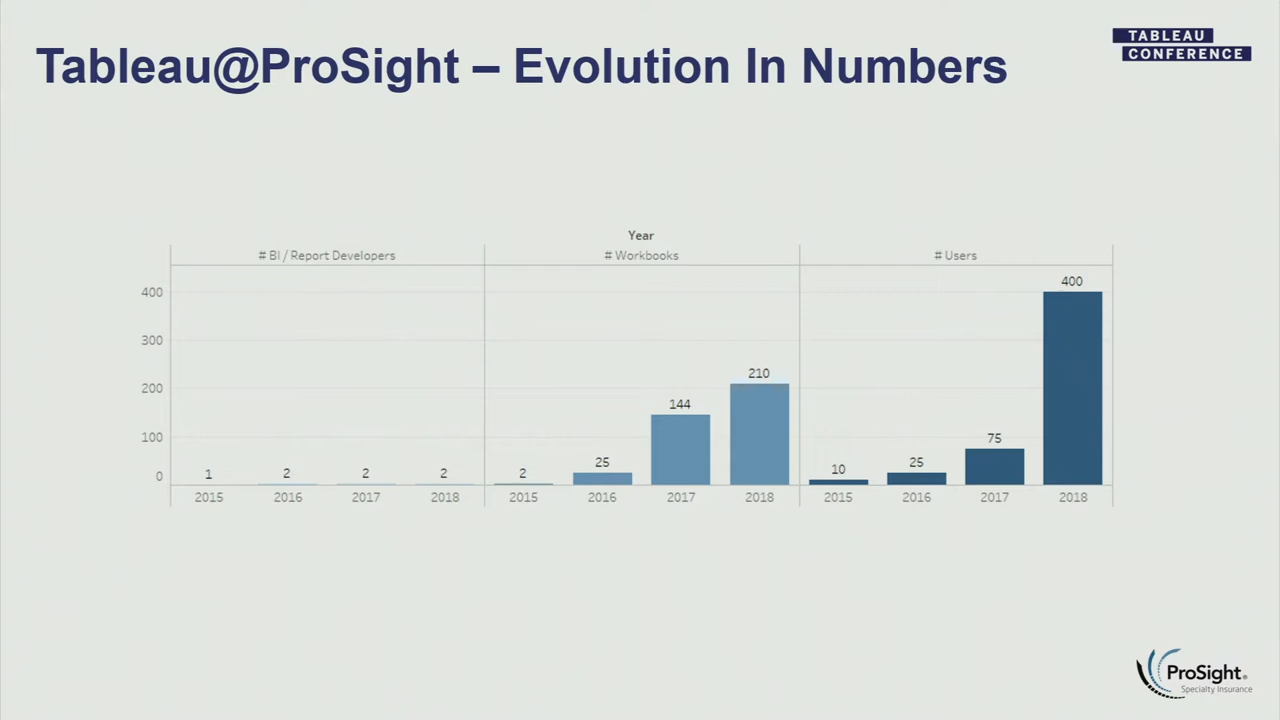 Tableau@ProSight – Evolution In Numbers
TABLEAU
CONFERENCE
Year
# BI / Report Developers # Workbooks # Users
400
300
200
100
0
1 2 2 2
2 25 144 210
10 25 75 400
2015 2016 2017 2018 2015 2016 2017 2018 2015 2016 2017 2018
ProSight®
Specialty Insurance